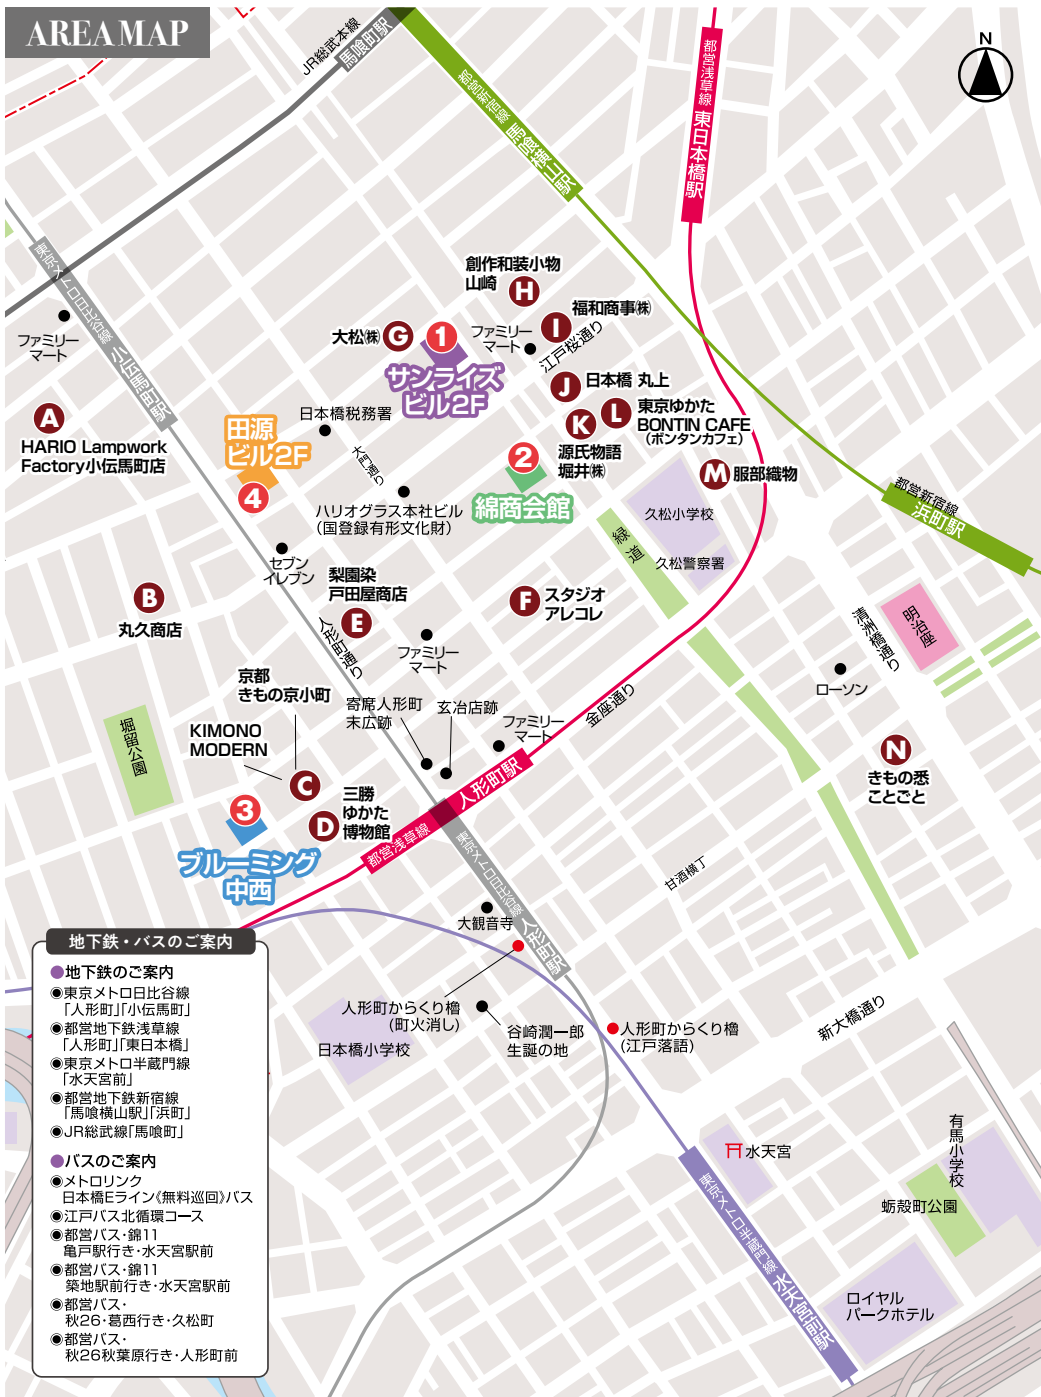 AREA MAP
N
JR総武本線
馬喰町駅
都営新宿線
馬喰横山駅
都営浅草線
東日本橋駅
東京メトロ日比谷線
小伝馬町駅
ファミリー
マート
創作和装小物
山崎
H
福和商事㈱
I
大松㈱
G
1
サンライズ
ビル2F
ファミリー
マート
江戸桜通り
J
日本橋 丸上
K
L
東京ゆかた
BONTIN CAFE
(ボンタンカフェ)
源氏物語
堀井㈱
M
服部織物
A
HARIO Lampwork
Factory小伝馬町店
日本橋税務署
田源
ビル2F
4
大門通り
2
綿商会館
ハリオグラス本社ビル
(国登録有形文化財)
久松小学校
緑道
久松警察署
都営新宿線
浜町駅
セブン
イレブン
梨園染
戸田屋商店
E
F
スタジオ
アレコレ
B
丸久商店
人形町通り
ファミリー
マート
清洲橋通り
明治座
ローソン
京都
きもの京小町
KIMONO
MODERN
C
寄席人形町
末広跡
玄冶店跡
ファミリー
マート
金座通り
堀留公園
N
きもの悉
ことごと
3
ブルーミング
中西
D
三勝
ゆかた
博物館
人形町駅
都営浅草線
東京メトロ日比谷線
人形町駅
甘酒横丁
大観音寺
人形町からくり櫓
(町火消し)
谷崎潤一郎
生誕の地
人形町からくり櫓
(江戸落語)
日本橋小学校
新大橋通り
水天宮
有馬小学校
蛎殻町公園
東京メトロ半蔵門線
水天宮前駅
ロイヤル
パークホテル
地下鉄・バスのご案内
●地下鉄のご案内
◉東京メトロ日比谷線
「人形町」「小伝馬町」
◉都営地下鉄浅草線
「人形町」「東日本橋」
◉東京メトロ半蔵門線
「水天宮前」
◉都営地下鉄新宿線
「馬喰横山駅」「浜町」
◉JR総武線「馬喰町」
●バスのご案内
◉メトロリンク
日本橋Eライン《無料巡回》バス
◉江戸バス北循環コース
◉都営バス・錦11
亀戸駅行き・水天宮駅前
◉都営バス・錦11
築地駅前行き・水天宮駅前
◉都営バス・
秋26・葛西行き・久松町
◉都営バス・
秋26秋葉原行き・人形町前